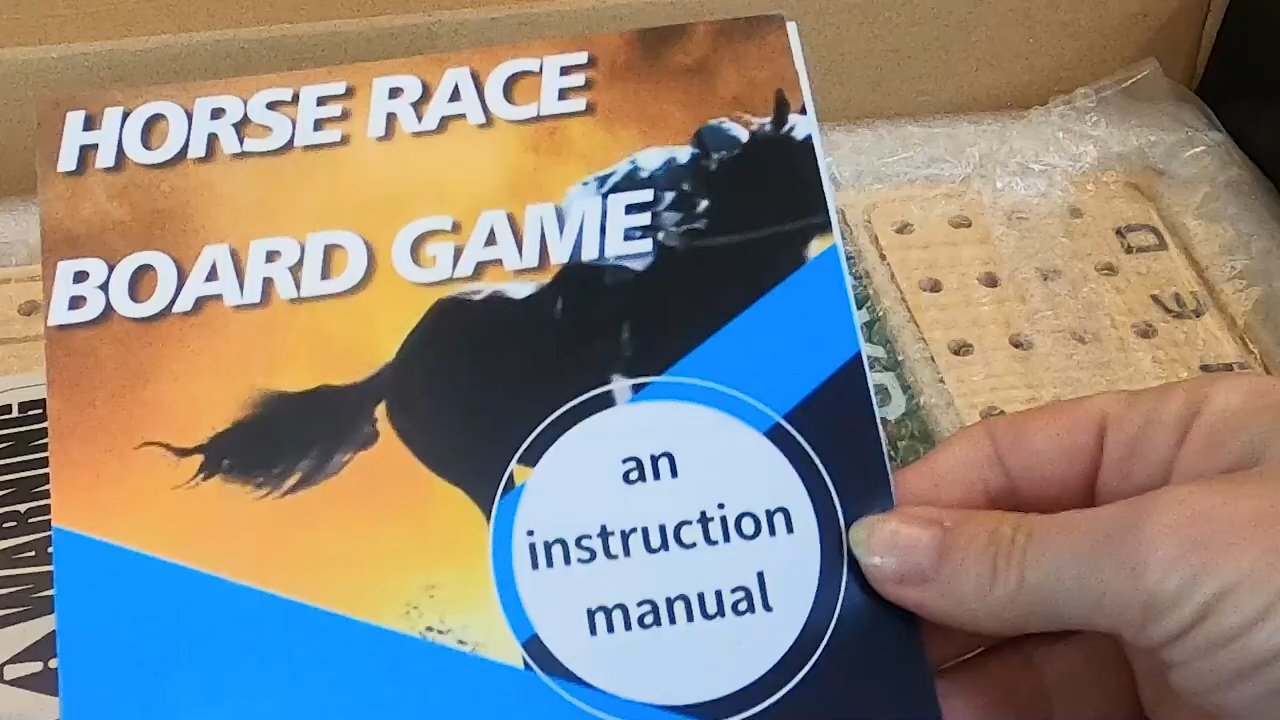 HORSE RACE
BOARD GAME
an
instruction
manual
WARNING